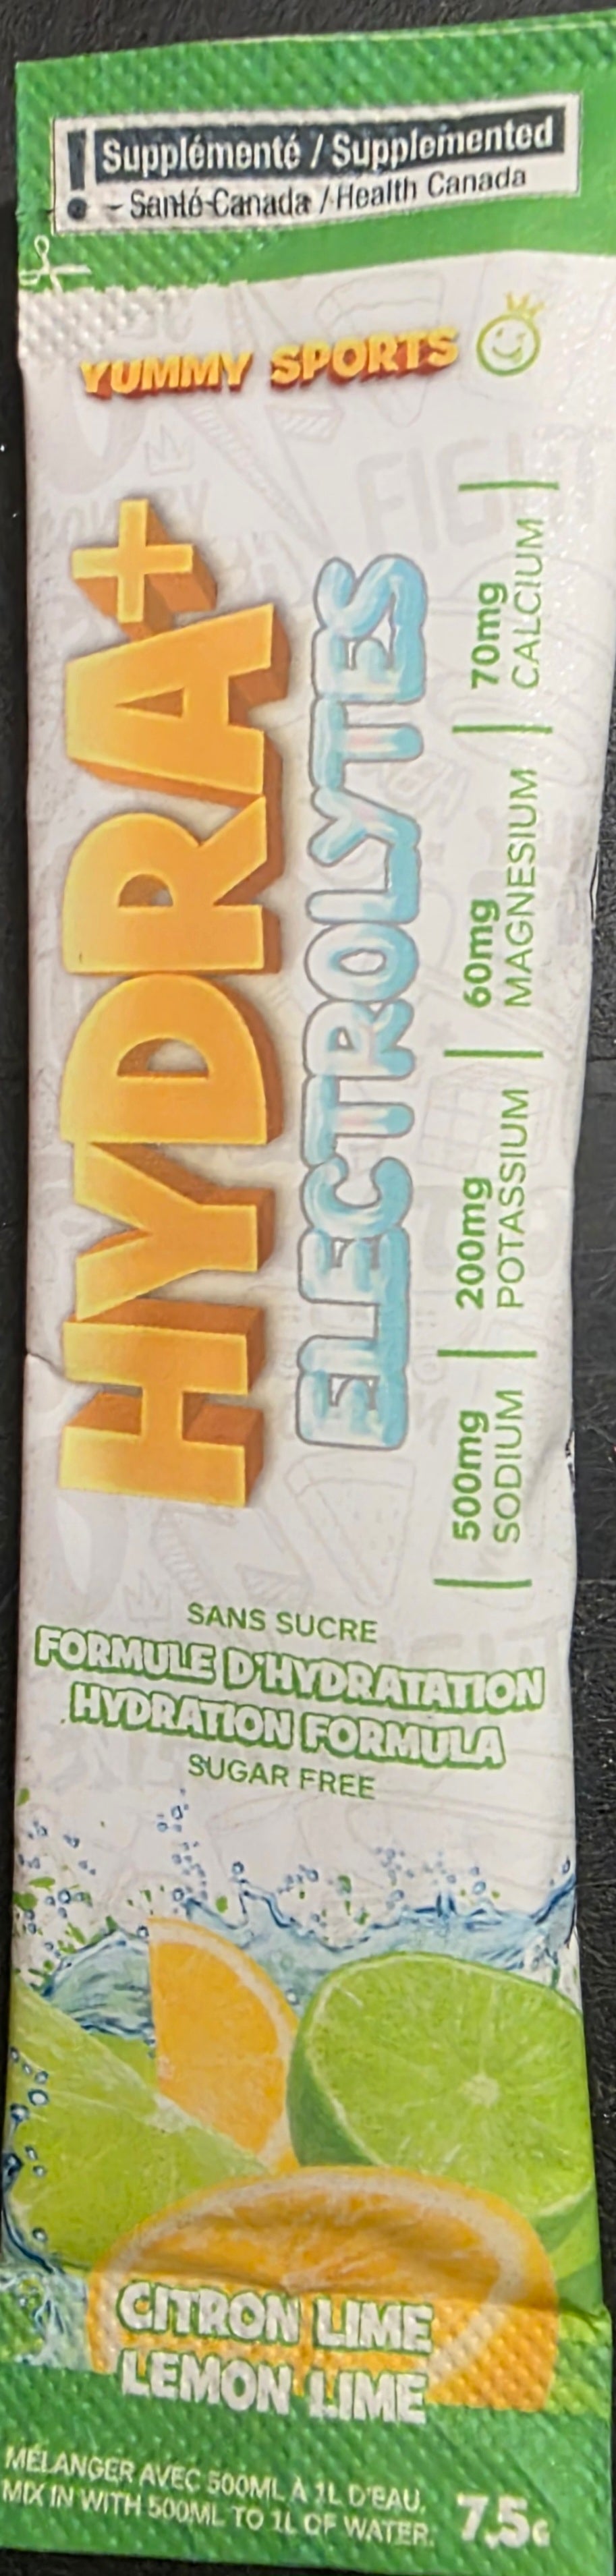 ! Supplémenté / Supplemented
- Santé Canada / Health Canada
YUMMY SPORTS
HYDRA+
ELECTROLYTES
500mg SODIUM
200mg POTASSIUM
60mg MAGNESIUM
70mg CALCIUM
SANS SUCRE
FORMULE D'HYDRATATION
HYDRATION FORMULA
SUGAR FREE
CITRON LIME
LEMON LIME
MÉLANGER AVEC 500ML À 1L D'EAU.
MIX IN WITH 500ML TO 1L OF WATER.
7,5G